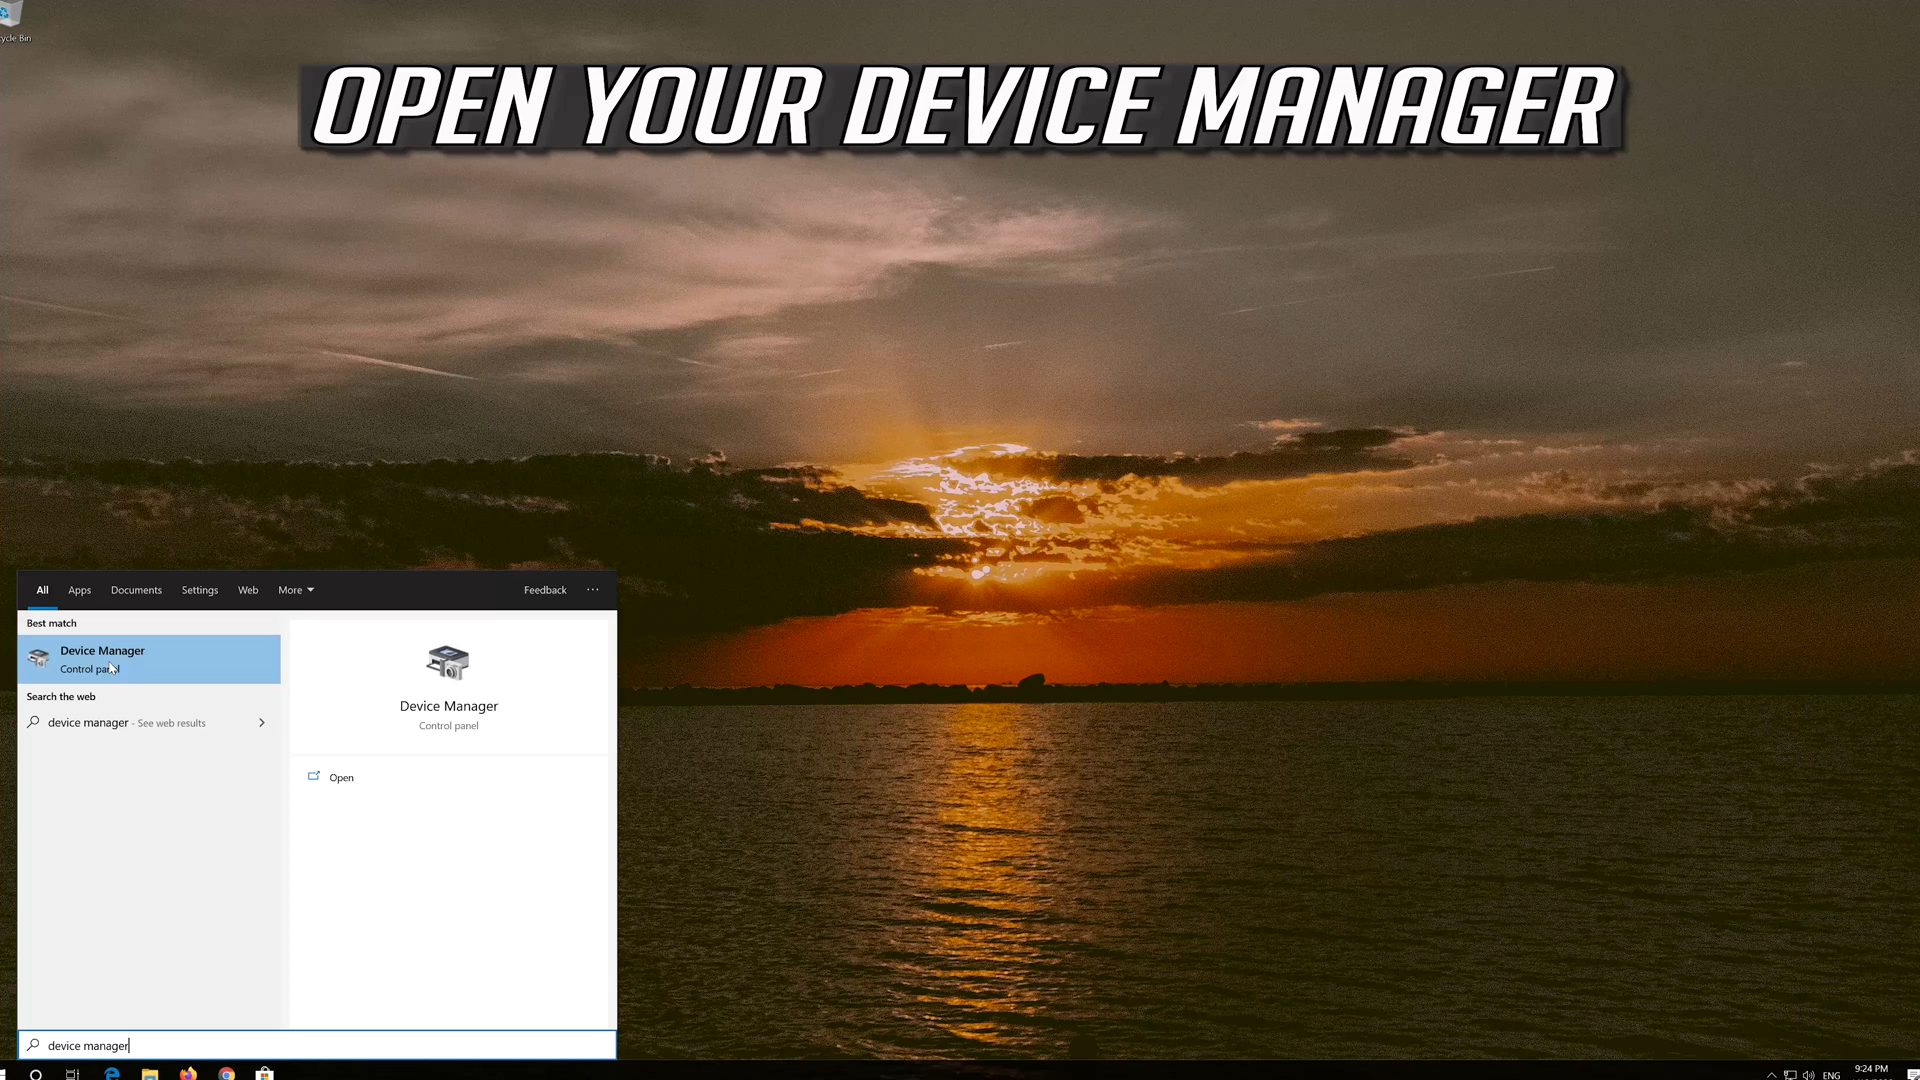 cycle Bin
OPEN YOUR DEVICE MANAGER
All Apps Documents Settings Web More Feedback ...
Best match
Device Manager
Control panel
Search the web
device manager - See web results
Device Manager
Control panel
Open
device manager
ENG
9:24 PM